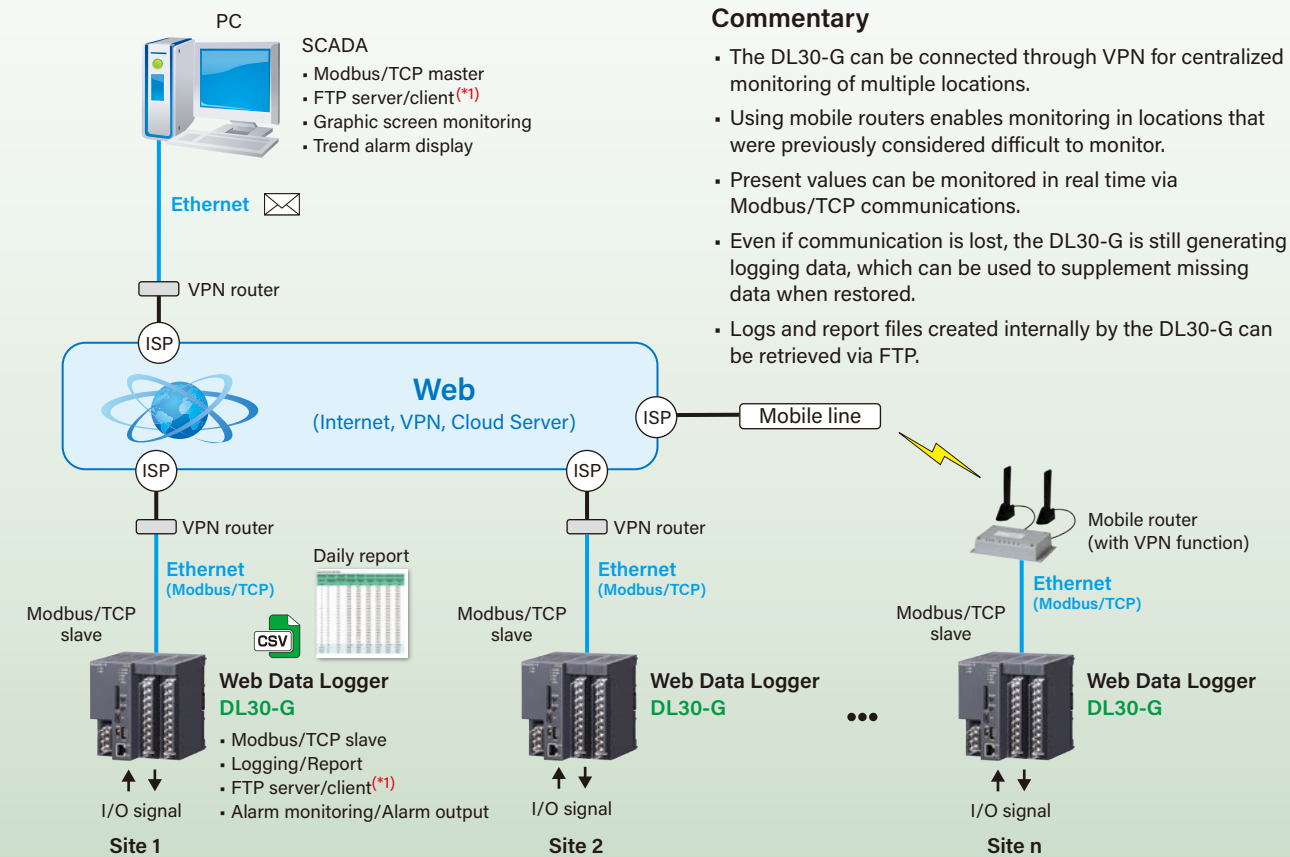 PC
SCADA
▪ Modbus/TCP master
▪ FTP server/client(*1)
▪ Graphic screen monitoring
▪ Trend alarm display
Ethernet
VPN router
ISP
Web
(Internet, VPN, Cloud Server)
ISP
Mobile line
ISP
ISP
VPN router
VPN router
Mobile router
(with VPN function)
Ethernet
(Modbus/TCP)
Daily report
CSV
Ethernet
(Modbus/TCP)
Ethernet
(Modbus/TCP)
Modbus/TCP
slave
Modbus/TCP
slave
Modbus/TCP
slave
Web Data Logger
DL30-G
▪ Modbus/TCP slave
▪ Logging/Report
▪ FTP server/client(*1)
▪ Alarm monitoring/Alarm output
I/O signal
Site 1
Web Data Logger
DL30-G
I/O signal
Site 2
•••
Web Data Logger
DL30-G
I/O signal
Site n
Commentary
▪ The DL30-G can be connected through VPN for centralized
monitoring of multiple locations.
▪ Using mobile routers enables monitoring in locations that
were previously considered difficult to monitor.
▪ Present values can be monitored in real time via
Modbus/TCP communications.
▪ Even if communication is lost, the DL30-G is still generating
logging data, which can be used to supplement missing
data when restored.
▪ Logs and report files created internally by the DL30-G can
be retrieved via FTP.